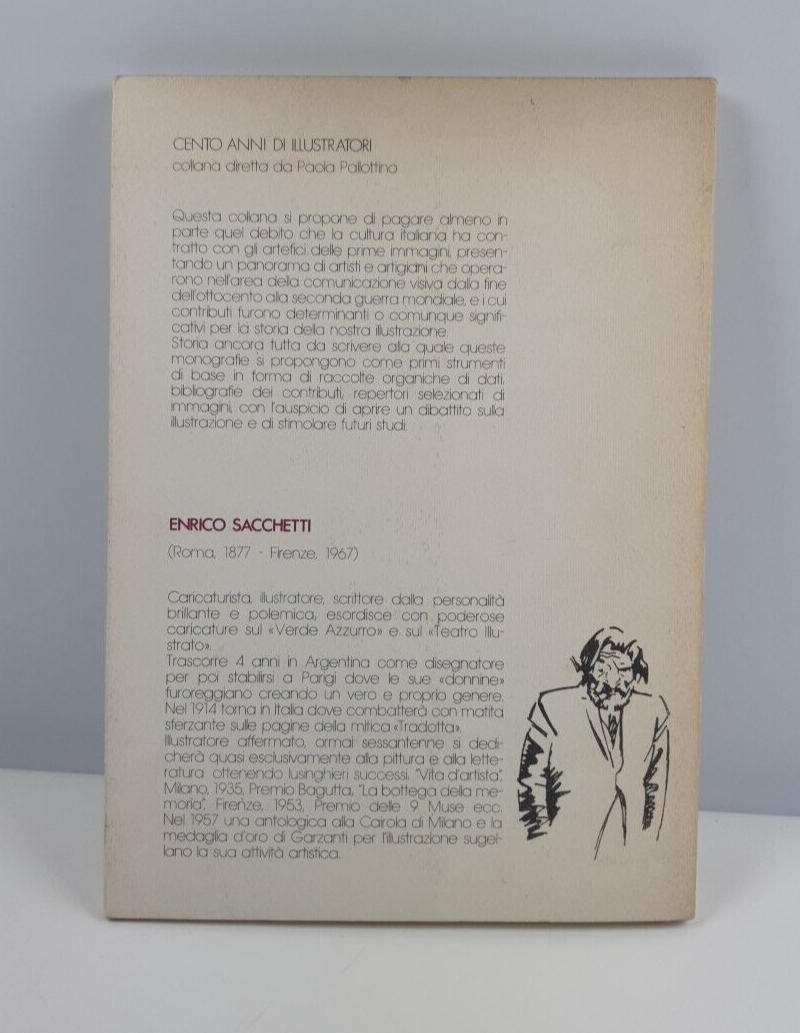 CENTO ANNI DI ILLUSTRATORI
collana diretta da Paola Pallottino
Questa collana si propone di pagare almeno in
parte quel debito che la cultura italiana ha con-
tratto con gli artefici delle prime immagini, presen-
tando un panorama di artisti e artigiani che opera-
rono nell'area della comunicazione visiva dalla fine
dell'ottocento alla seconda guerra mondiale, e i cui
contributi furono determinanti o comunque signifi-
cativi per la storia della nostra illustrazione.
Storia ancora tutta da scrivere alla quale queste
monografie si propongono come primi strumenti
di base in forma di raccolte organiche di dati,
bibliografie dei contributi, repertori selezionati di
immagini, con l'auspicio di aprire un dibattito sulla
illustrazione e di stimolare futuri studi.
ENRICO SACCHETTI
(Roma, 1877 - Firenze, 1967)
Caricaturista, illustratore, scrittore dalla personalità
brillante e polemica, esordisce con poderose
caricature sul «Verde Azzurro» e sul «Teatro Illu-
strato».
Trascorre 4 anni in Argentina come disegnatore
per poi stabilirsi a Parigi dove le sue «donnine»
furoreggiano creando un vero e proprio genere.
Nel 1914 torna in Italia dove combatterà con matita
sferzante sulle pagine della mitica «Tradotta».
Illustratore affermato, ormai sessantenne si dedi-
cherà quasi esclusivamente alla pittura e alla lette-
ratura ottenendo lusinghieri successi. "Vita d'artista",
Milano, 1935, Premio Bagutta, "La bottega della me-
moria", Firenze, 1953, Premio delle 9 Muse ecc.
Nel 1957 una antologica alla Cairola di Milano e la
medaglia d'oro di Garzanti per l'illustrazione sugel-
lano la sua attività artistica.